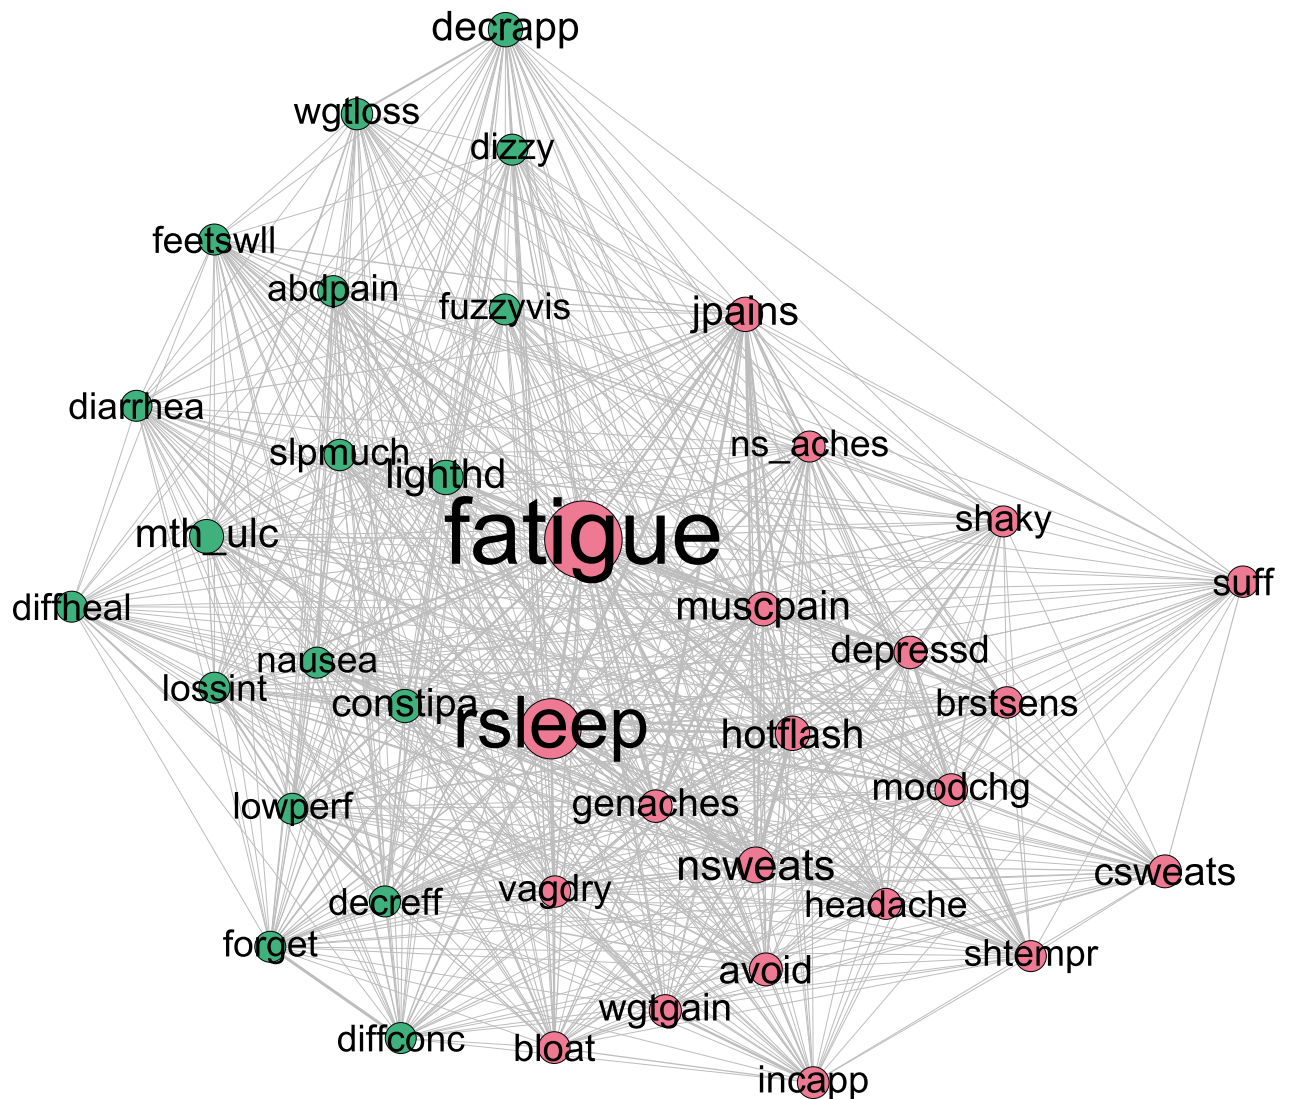 decrapp
wgtloss
dizzy
feetswll
abdpain
fuzzyvis
jpains
diarrhea
ns_aches
slpmuch
lighthd
fatigue
shaky
mth_ulc
suff
diffheal
muscpain
depressd
nausea
lossint
constipa
rsleep
brstsens
hotflash
moodchg
lowperf
genaches
nsweats
csweats
decreff
vagdry
headache
forget
shtempr
avoid
wgtgain
diffconc
bloat
incapp